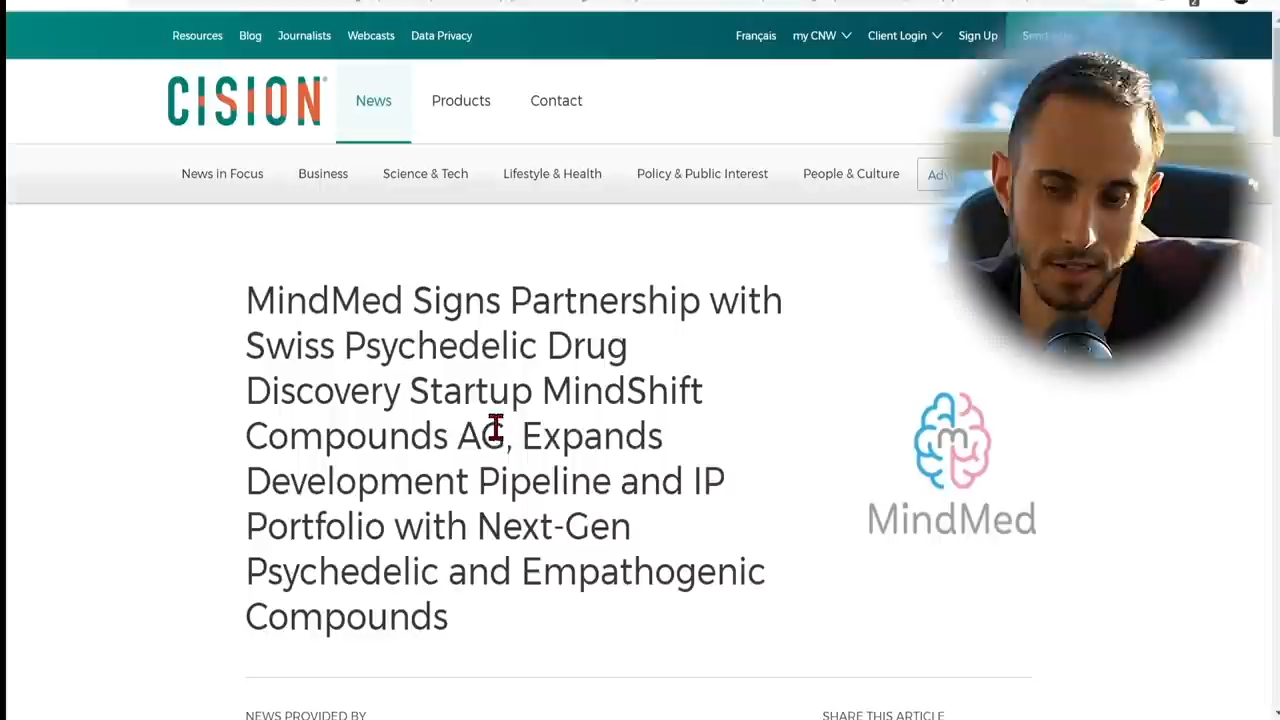 Resources Blog Journalists Webcasts Data Privacy
Français my CNW Client Login Sign Up
CISION® News Products Contact
News in Focus Business Science & Tech Lifestyle & Health Policy & Public Interest People & Culture
MindMed Signs Partnership with
Swiss Psychedelic Drug
Discovery Startup MindShift
Compounds AG, Expands
Development Pipeline and IP
Portfolio with Next-Gen
Psychedelic and Empathogenic
Compounds
m
MindMed
NEWS PROVIDED BY
SHARE THIS ARTICLE